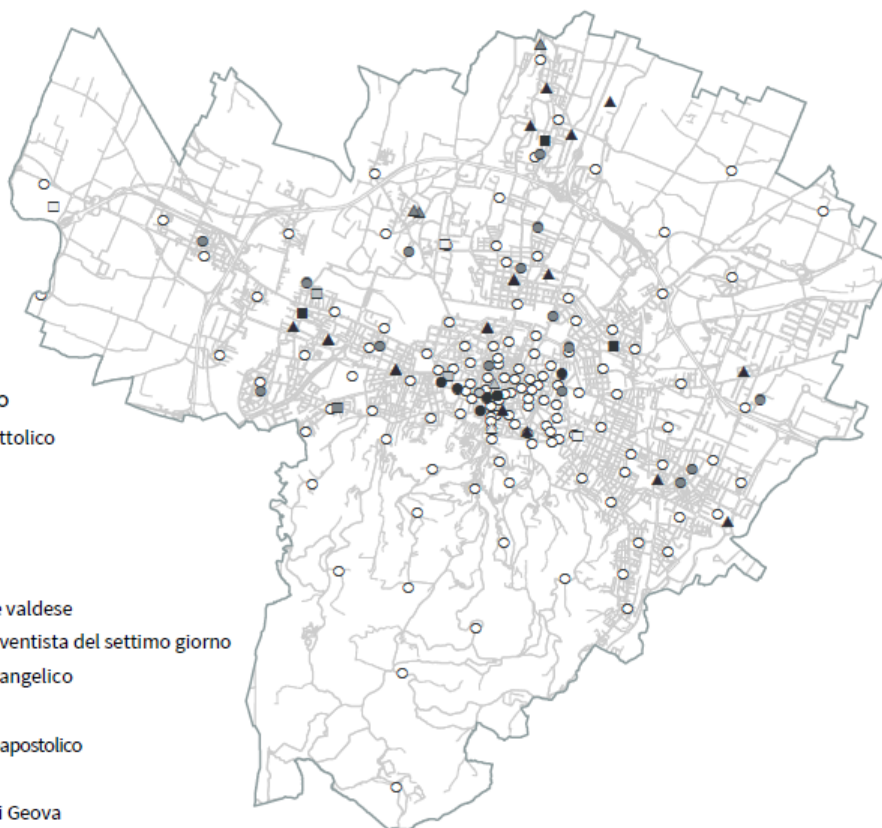 o
ttolico
e valdese
ventista del settimo giorno
angelico
apostolico
i Geova